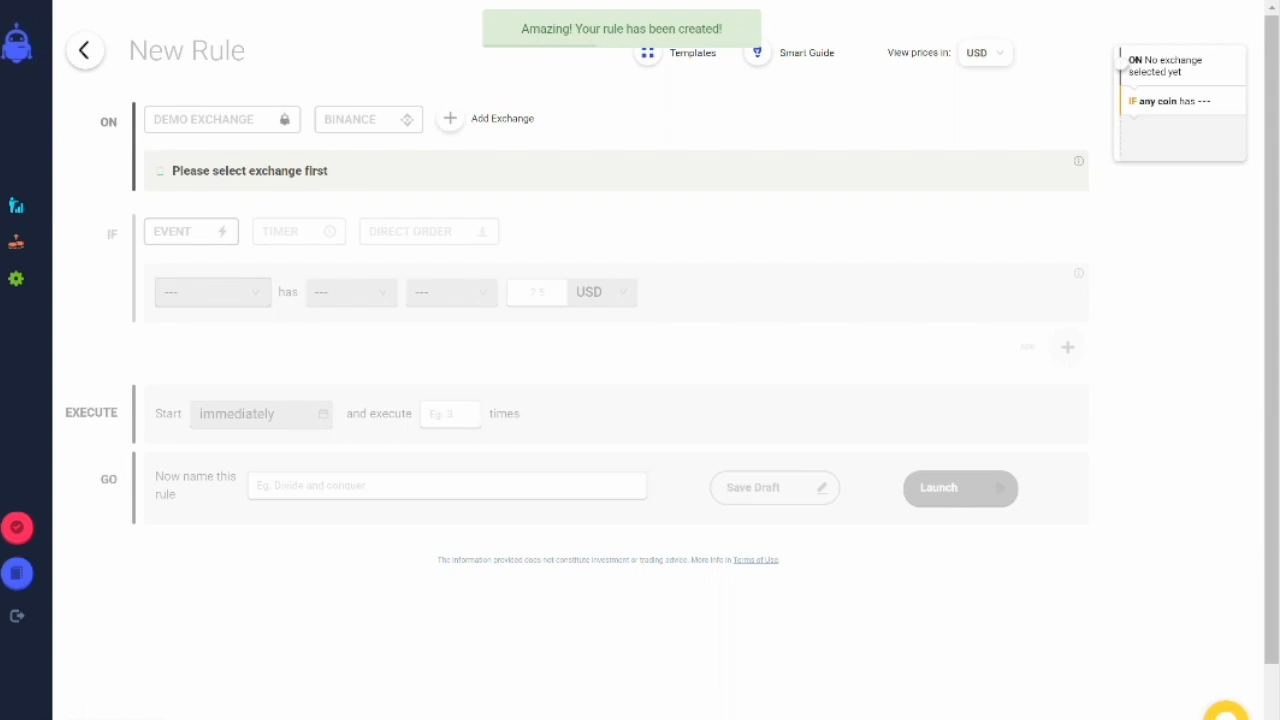 Amazing! Your rule has been created!
New Rule
Templates
Smart Guide
View prices in:
USD
ON No exchange
selected yet
IF any coin has ---
ON
DEMO EXCHANGE
BINANCE
Add Exchange
Please select exchange first
IF
EVENT
TIMER
DIRECT ORDER
--- has --- --- 2.5 USD
EXECUTE
Start immediately and execute Eg. 3 times
GO
Now name this
rule
Eg. Divide and conquer
Save Draft
Launch
The information provided does not constitute investment or trading advice. More info in Terms of Use.